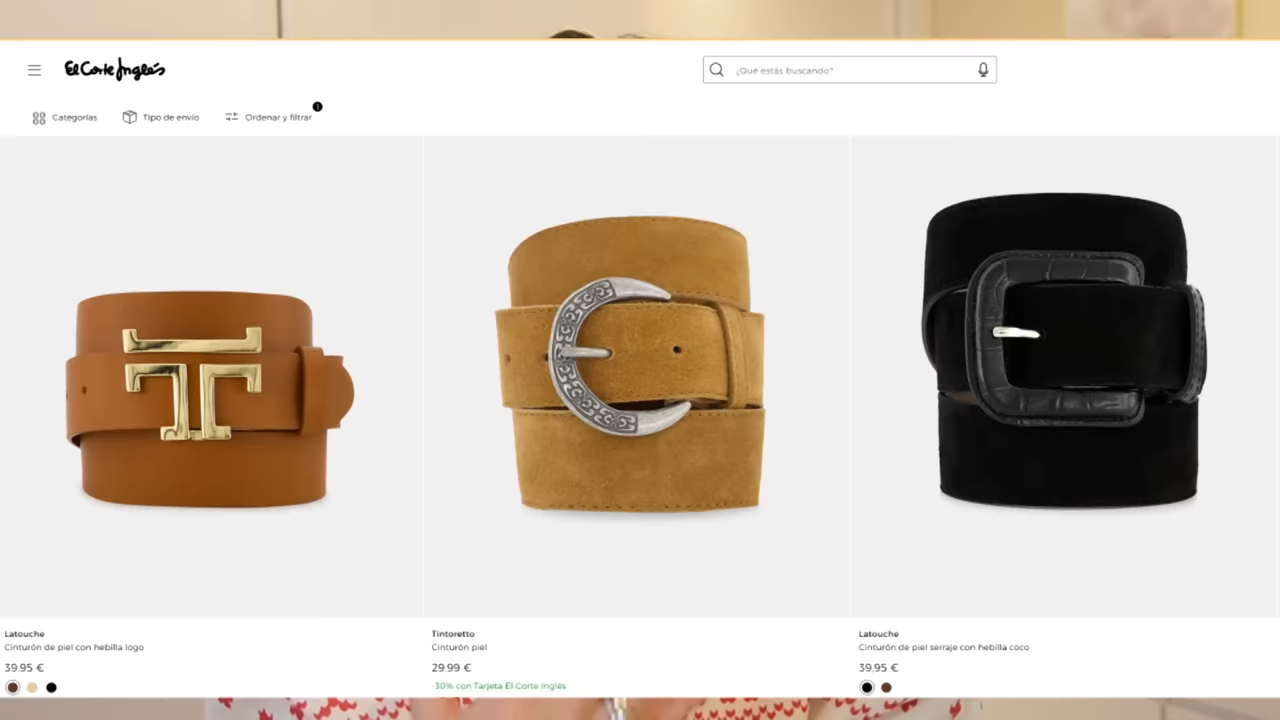 El Corte Inglés
¿Qué estás buscando?
Categorías
Tipo de envío
Ordenar y filtrar
1
Latouche
Cinturón de piel con hebilla logo
39,95 €
Tintoretto
Cinturón piel
29,99 €
-30% con Tarjeta El Corte Inglés
Latouche
Cinturón de piel serraje con hebilla coco
39,95 €